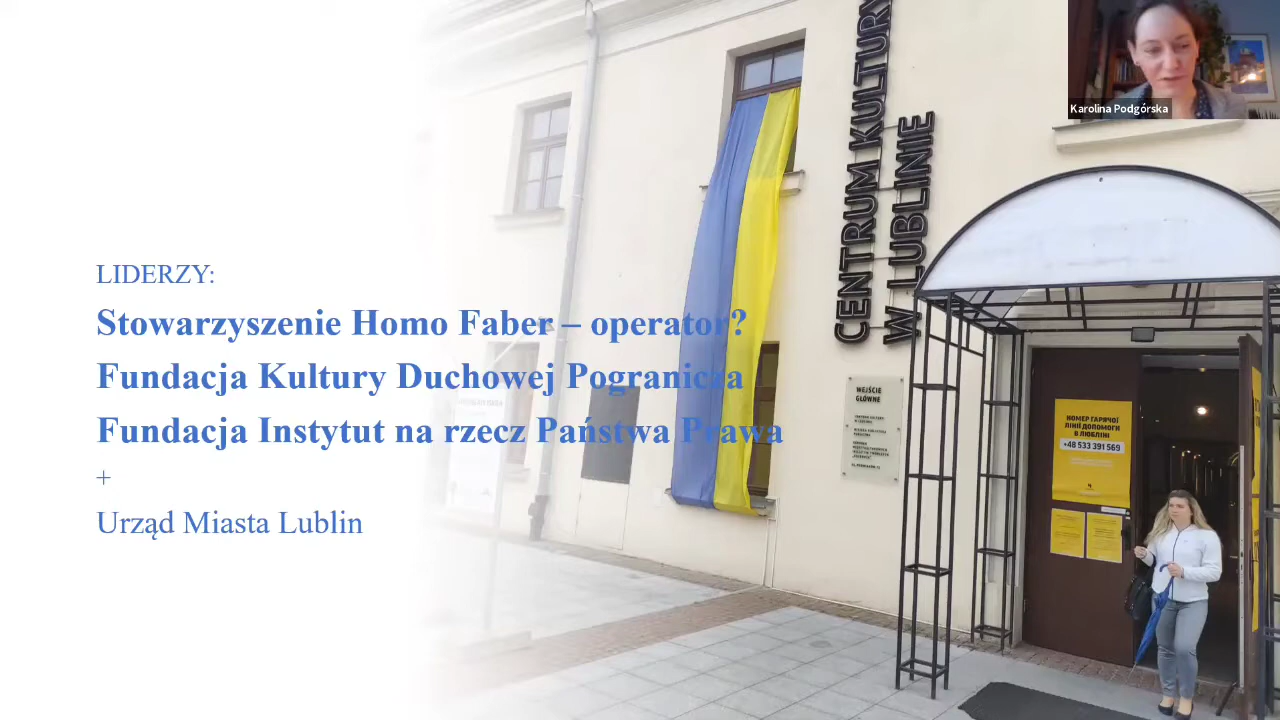 LIDERZY:
Stowarzyszenie Homo Faber – operator?
Fundacja Kultury Duchowej Pogranicza
Fundacja Instytut na rzecz Państwa Prawa
+
Urząd Miasta Lublin
CENTRUM KULTURY
W LUBLINIE
Karolina Podgórska
WEJŚCIE
GŁÓWNE
НОМЕР ГАРЯЧОЇ
ЛІНІЇ ДОПОМОГИ
В ЛЮБЛІНІ
+48 533 391 569